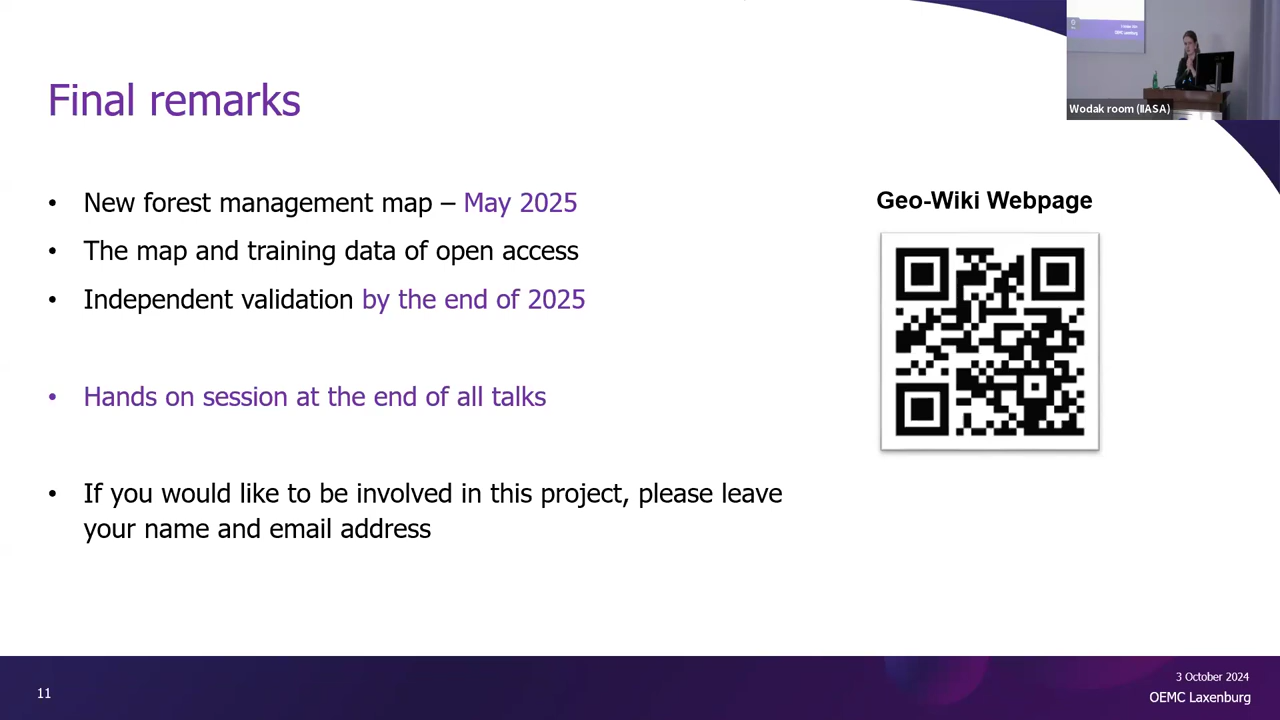 Final remarks
• New forest management map – May 2025
• The map and training data of open access
• Independent validation by the end of 2025
• Hands on session at the end of all talks
• If you would like to be involved in this project, please leave
your name and email address
Geo-Wiki Webpage
Wodak room (IIASA)
11
3 October 2024
OEMC Laxenburg